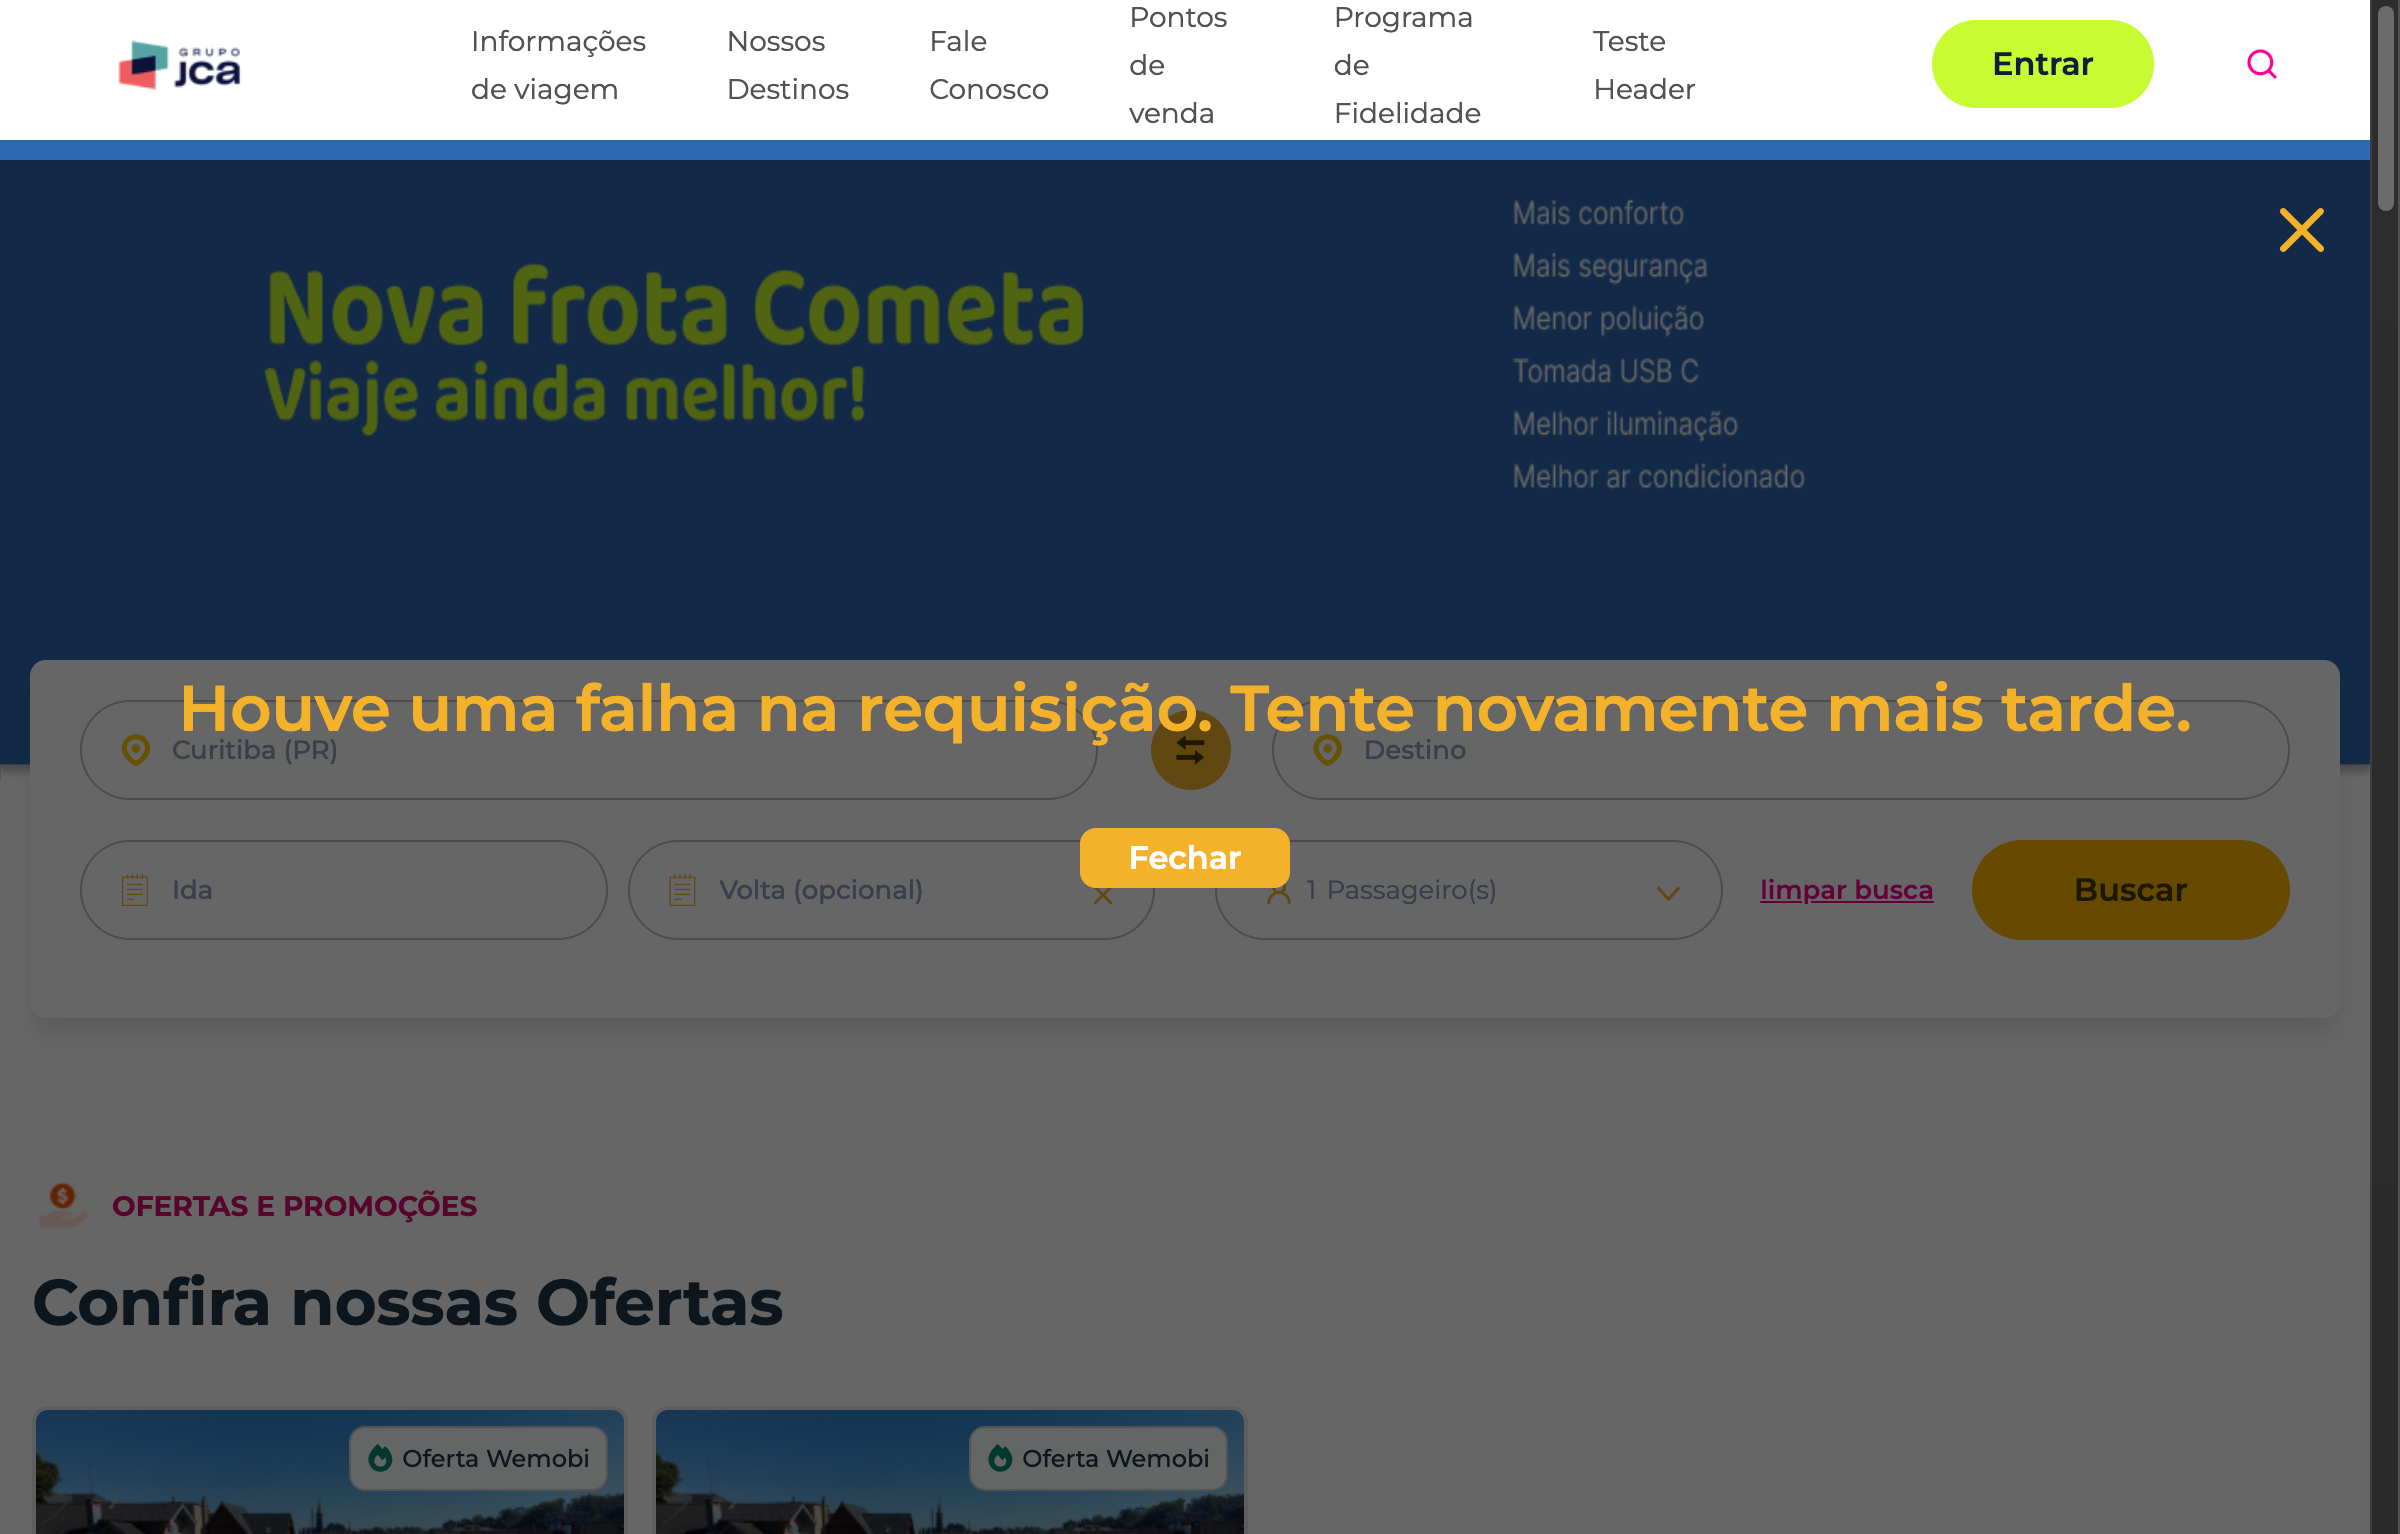 GRUPO
jca
Informações
de viagem
Nossos
Destinos
Fale
Conosco
Pontos
de
venda
Programa
de
Fidelidade
Teste
Header
Entrar
Nova frota Cometa
Viaje ainda melhor!
Mais conforto
Mais segurança
Menor poluição
Tomada USB C
Melhor iluminação
Melhor ar condicionado
Houve uma falha na requisição. Tente novamente mais tarde.
Curitiba (PR)
Destino
Fechar
Ida
Volta (opcional)
1 Passageiro(s)
limpar busca
Buscar
OFERTAS E PROMOÇÕES
Confira nossas Ofertas
Oferta Wemobi
Oferta Wemobi